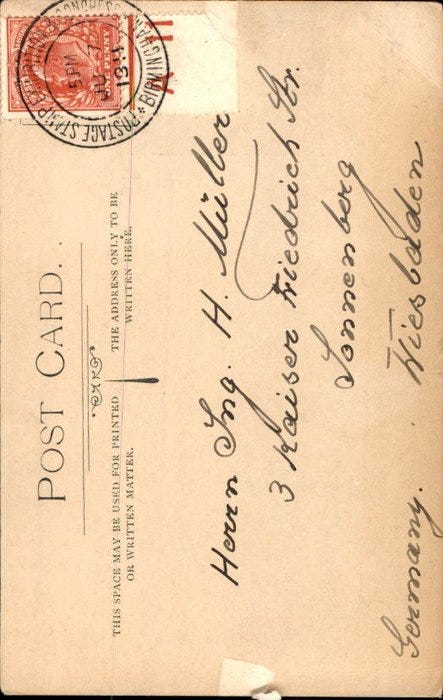 POST CARD.
THIS SPACE MAY BE USED FOR PRINTED
OR WRITTEN MATTER.
THE ADDRESS ONLY TO BE
WRITTEN HERE.
PENNY
POSTAGE STAMP
BIRMINGHAM
5 PM
JU 7
1911
Herrn Ing. H. Müller
3 Kaiser Friedrich Str.
Sonnenberg
Wiesbaden
Germany.